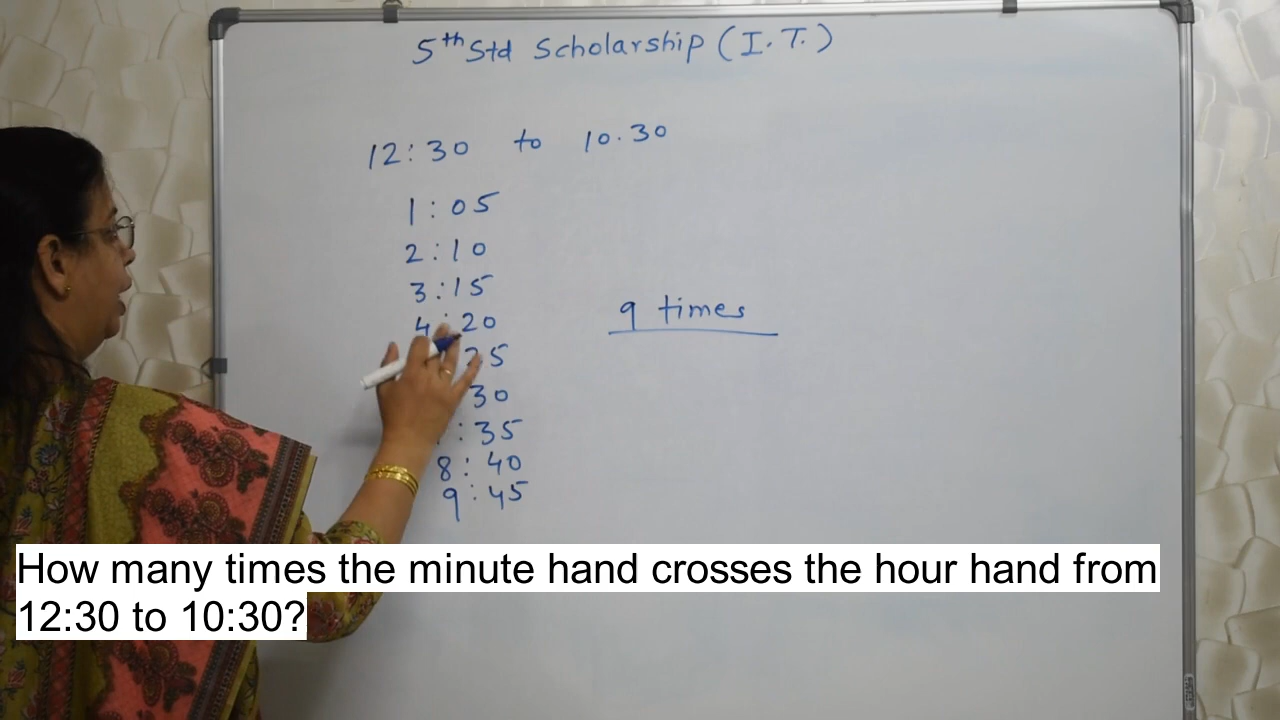 5th Std Scholarship (I.T.)
12:30 to 10.30
1:05
2:10
3:15
4:20
25
30
:35
8:40
9:45
9 times
How many times the minute hand crosses the hour hand from
12:30 to 10:30?